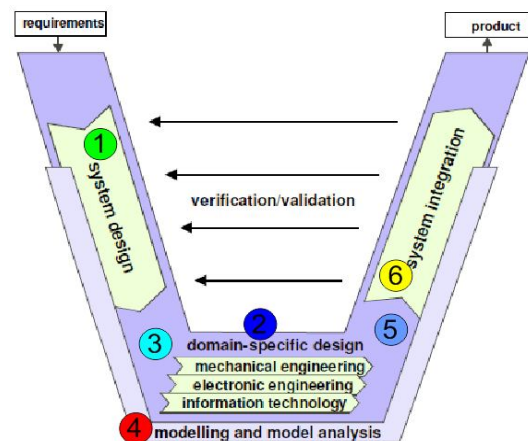 requirements
product
1
system design
verification/validation
system integration
6
2
5
3
domain-specific design
mechanical engineering
electronic engineering
information technology
4
modelling and model analysis